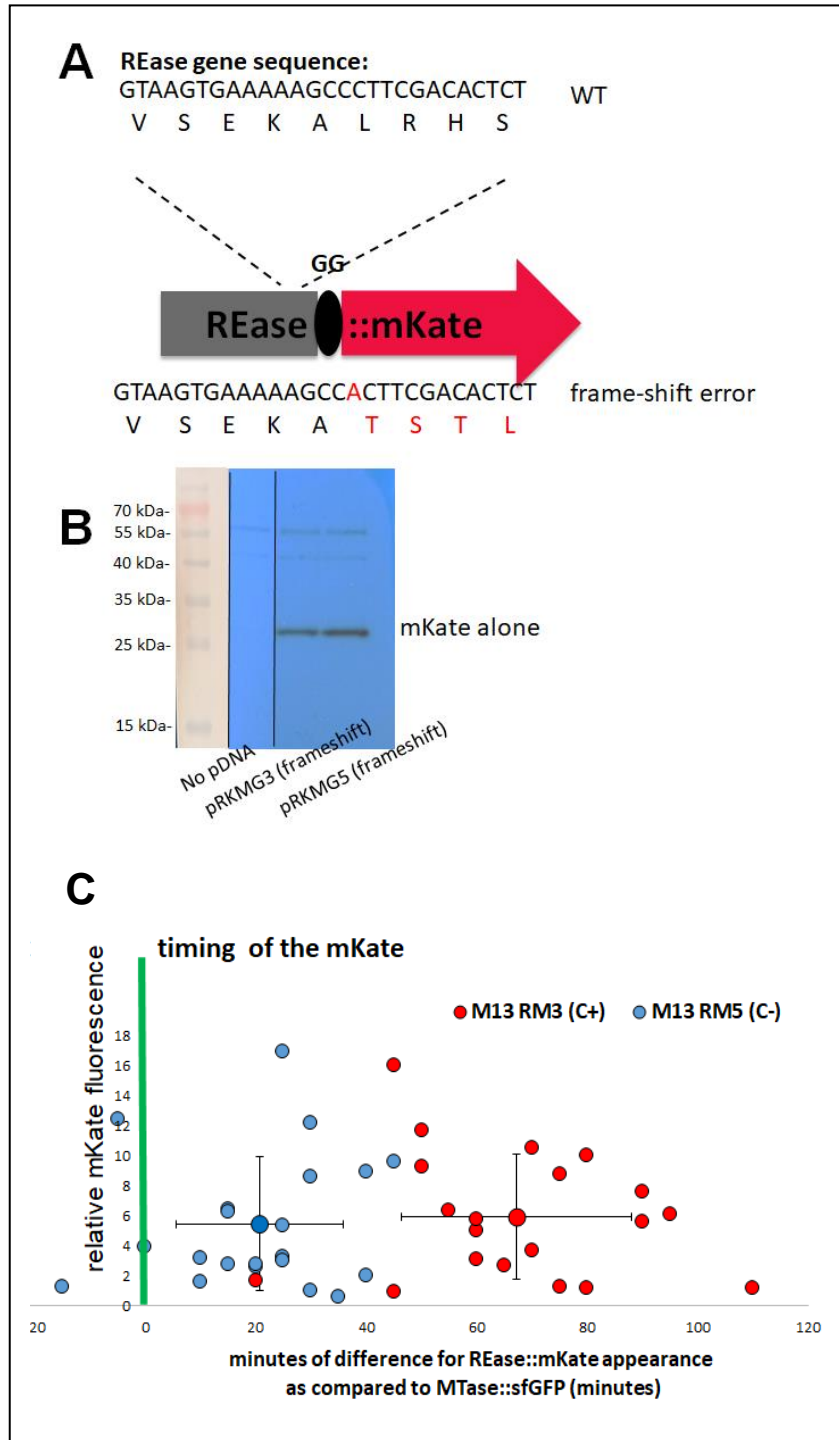 A
REase gene sequence:
GTAAGTGAAAAAGCCCTTCGACACTCT WT
V S E K A L R H S
GG
REase ::mKate
GTAAGTGAAAAAGCCACTTCGACACTCT frame-shift error
V S E K A T S T L
B
70 kDa-
55 kDa-
40 kDa-
35 kDa-
25 kDa-
15 kDa-
mKate alone
No pDNA
pRKMG3 (frameshift)
pRKMG5 (frameshift)
C
timing of the mKate
relative mKate fluorescence
M13 RM3 (C+) M13 RM5 (C-)
18
16
14
12
10
8
6
4
2
0
20 0 20 40 60 80 100 120
minutes of difference for REase::mKate appearance
as compared to MTase::sfGFP (minutes)